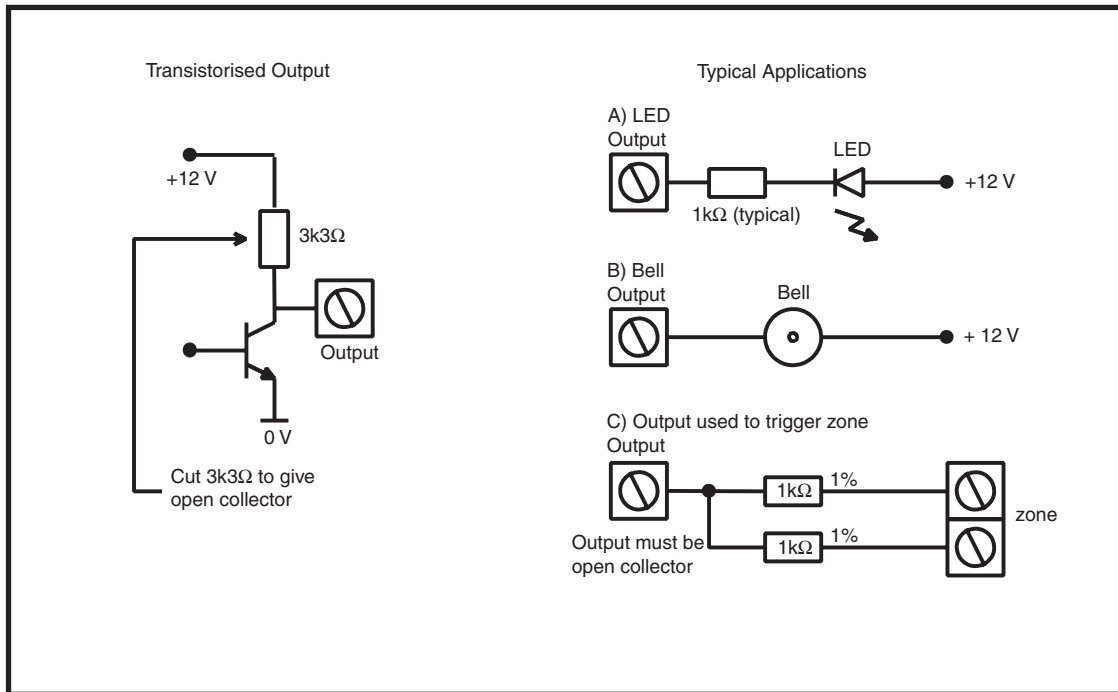 Transistorised Output
+12 V
3k3Ω
Output
0 V
Cut 3k3Ω to give
open collector
Typical Applications
A) LED
Output
LED
+12 V
1kΩ (typical)
B) Bell
Output
Bell
+ 12 V
C) Output used to trigger zone
Output
1kΩ
1%
zone
1kΩ
1%
Output must be
open collector